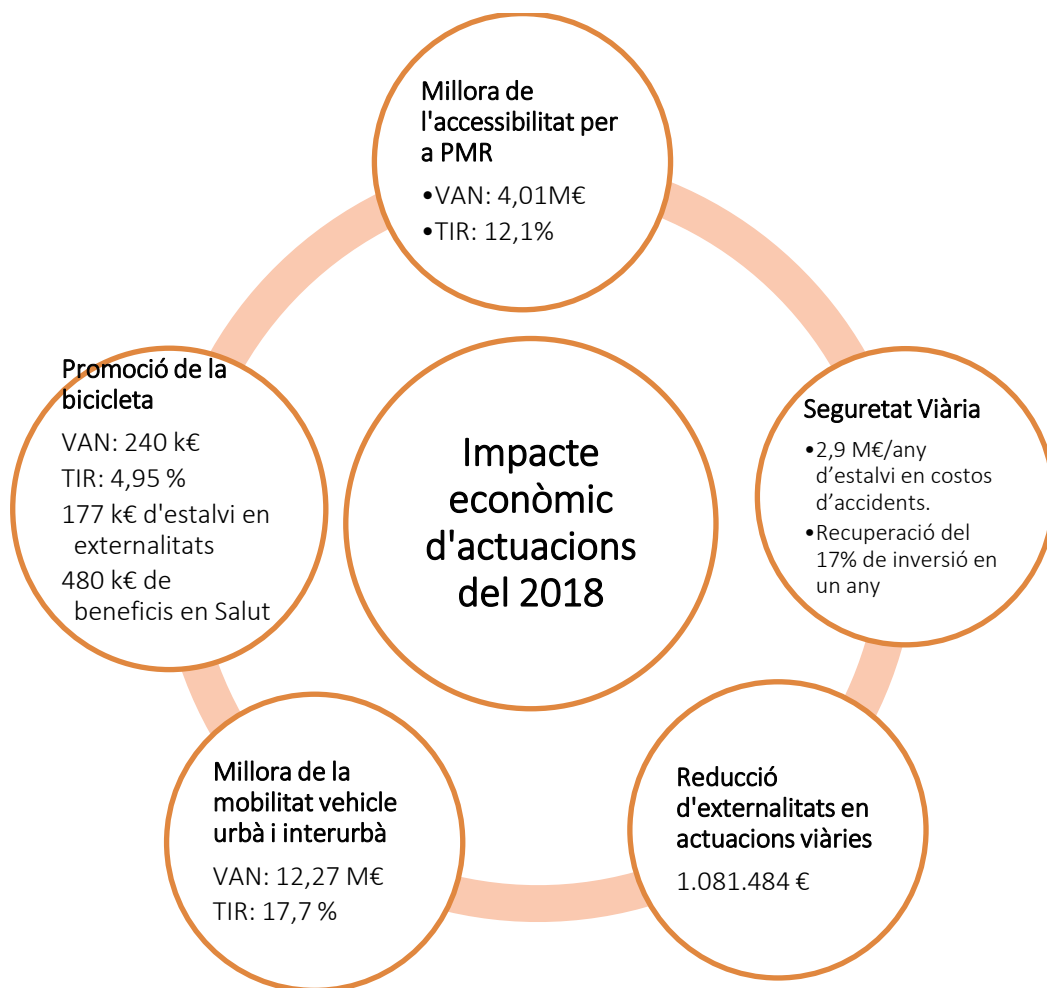 Millora de
l'accessibilitat per
a PMR
•VAN: 4,01M€
•TIR: 12,1%
Seguretat Viària
•2,9 M€/any
d’estalvi en costos
d’accidents.
•Recuperació del
17% de inversió en
un any
Reducció
d'externalitats en
actuacions viàries
1.081.484 €
Millora de la
mobilitat vehicle
urbà i interurbà
VAN: 12,27 M€
TIR: 17,7 %
Promoció de la
bicicleta
VAN: 240 k€
TIR: 4,95 %
177 k€ d'estalvi en
externalitats
480 k€ de
beneficis en Salut
Impacte
econòmic
d'actuacions
del 2018